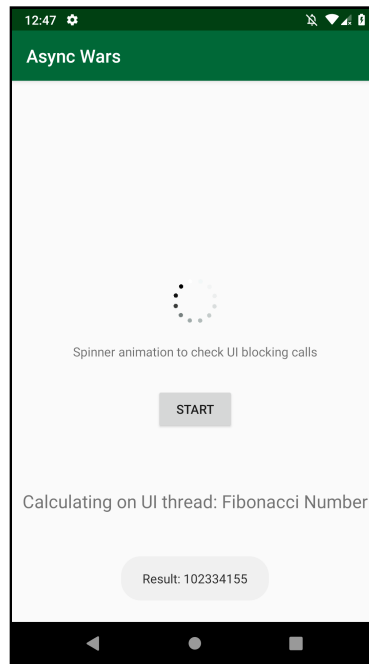 12:47
Async Wars
Spinner animation to check UI blocking calls
START
Calculating on UI thread: Fibonacci Number
Result: 102334155